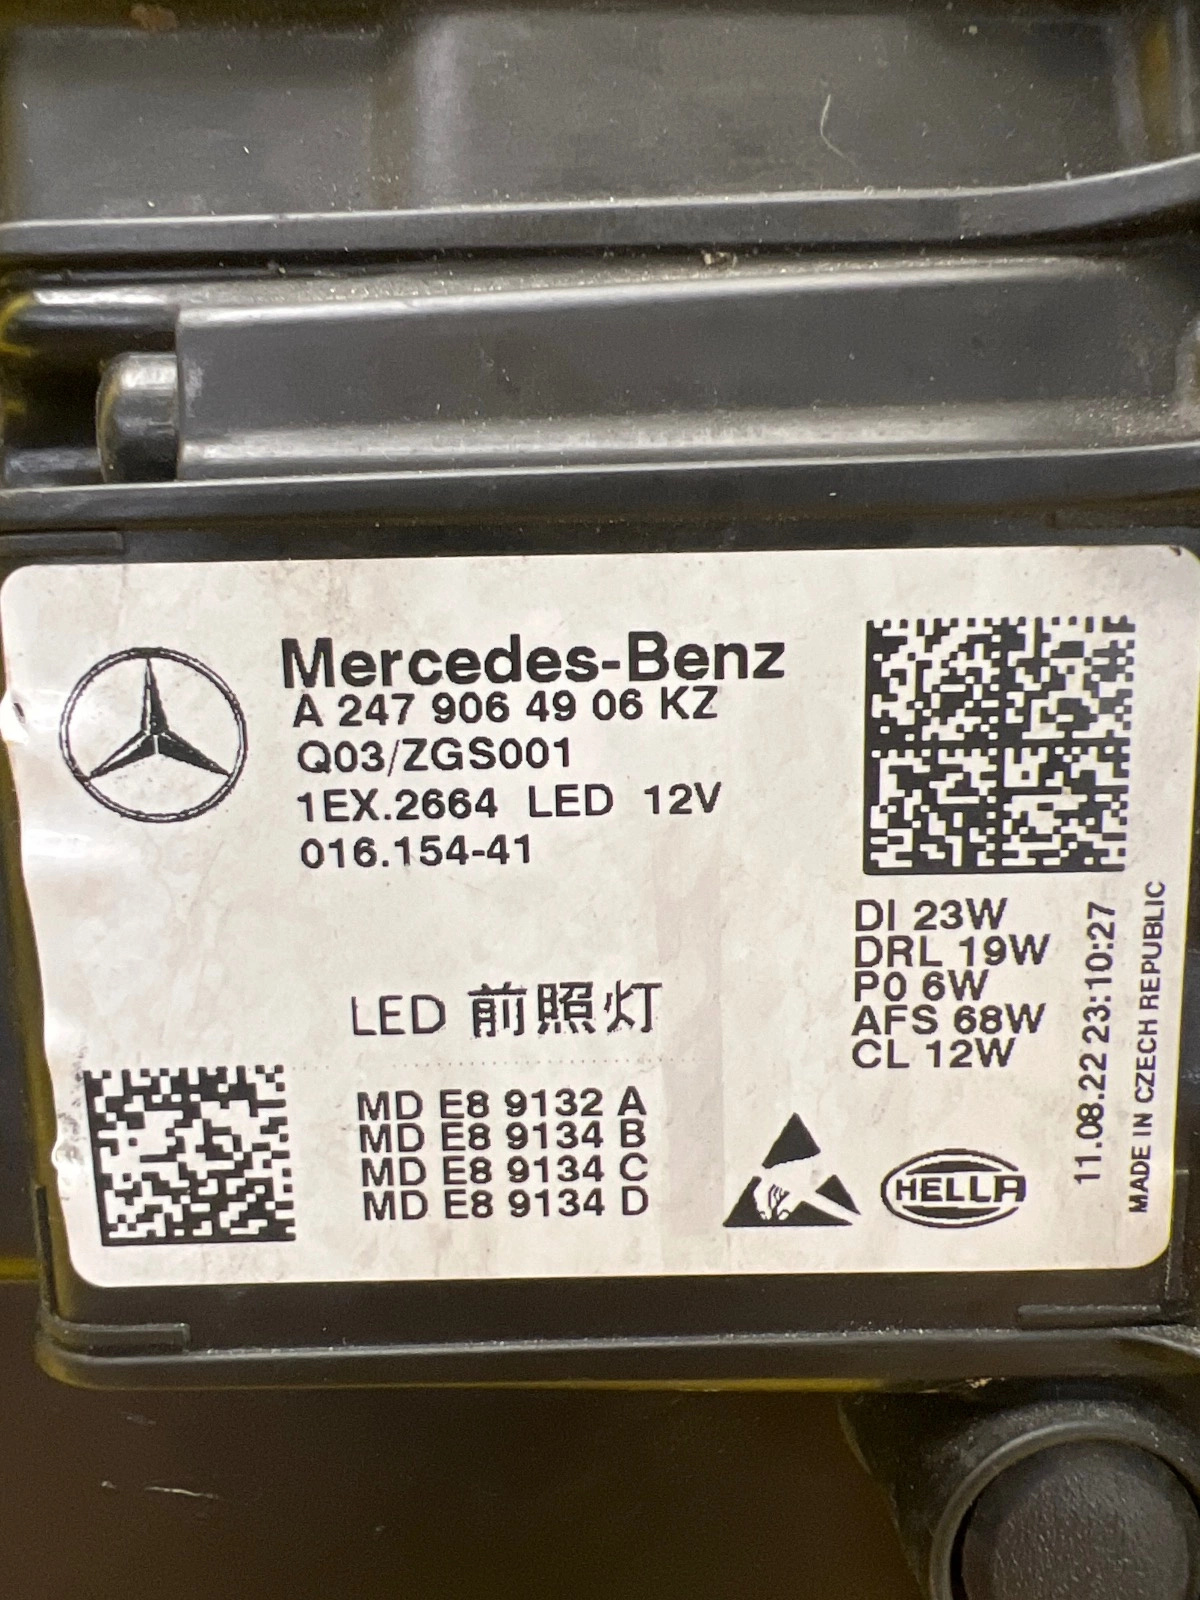 Mercedes-Benz
A 247 906 49 06 KZ
Q03/ZGS001
1EX.2664 LED 12V
016.154-41
LED 前照灯
MD E8 9132 A
MD E8 9134 B
MD E8 9134 C
MD E8 9134 D
DI 23W
DRL 19W
PO 6W
AFS 68W
CL 12W
HELLA
11.08.22 23:10:27
MADE IN CZECH REPUBLIC